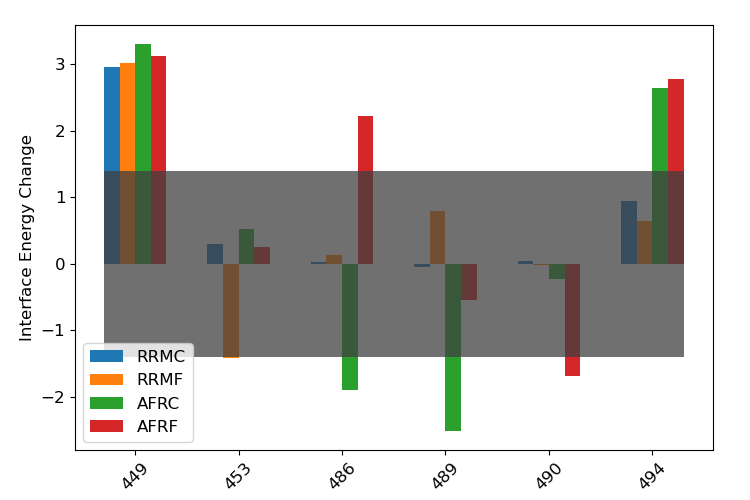 Interface Energy Change
3
2
1
0
−1
−2
RRMC
RRMF
AFRC
AFRF
449
453
486
489
490
494